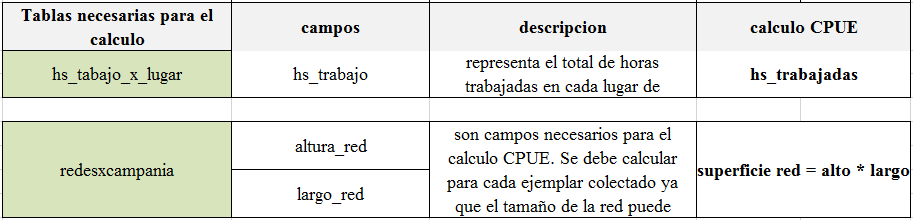 Tablas necesarias para el
calculo
campos
descripcion
calculo CPUE
hs_tabajo_x_lugar
hs_trabajo
representa el total de horas
trabajadas en cada lugar de
hs_trabajadas
redesxcampania
altura_red
largo_red
son campos necesarios para el
calculo CPUE. Se debe calcular
para cada ejemplar colectado ya
que el tamaño de la red puede
superficie red = alto * largo